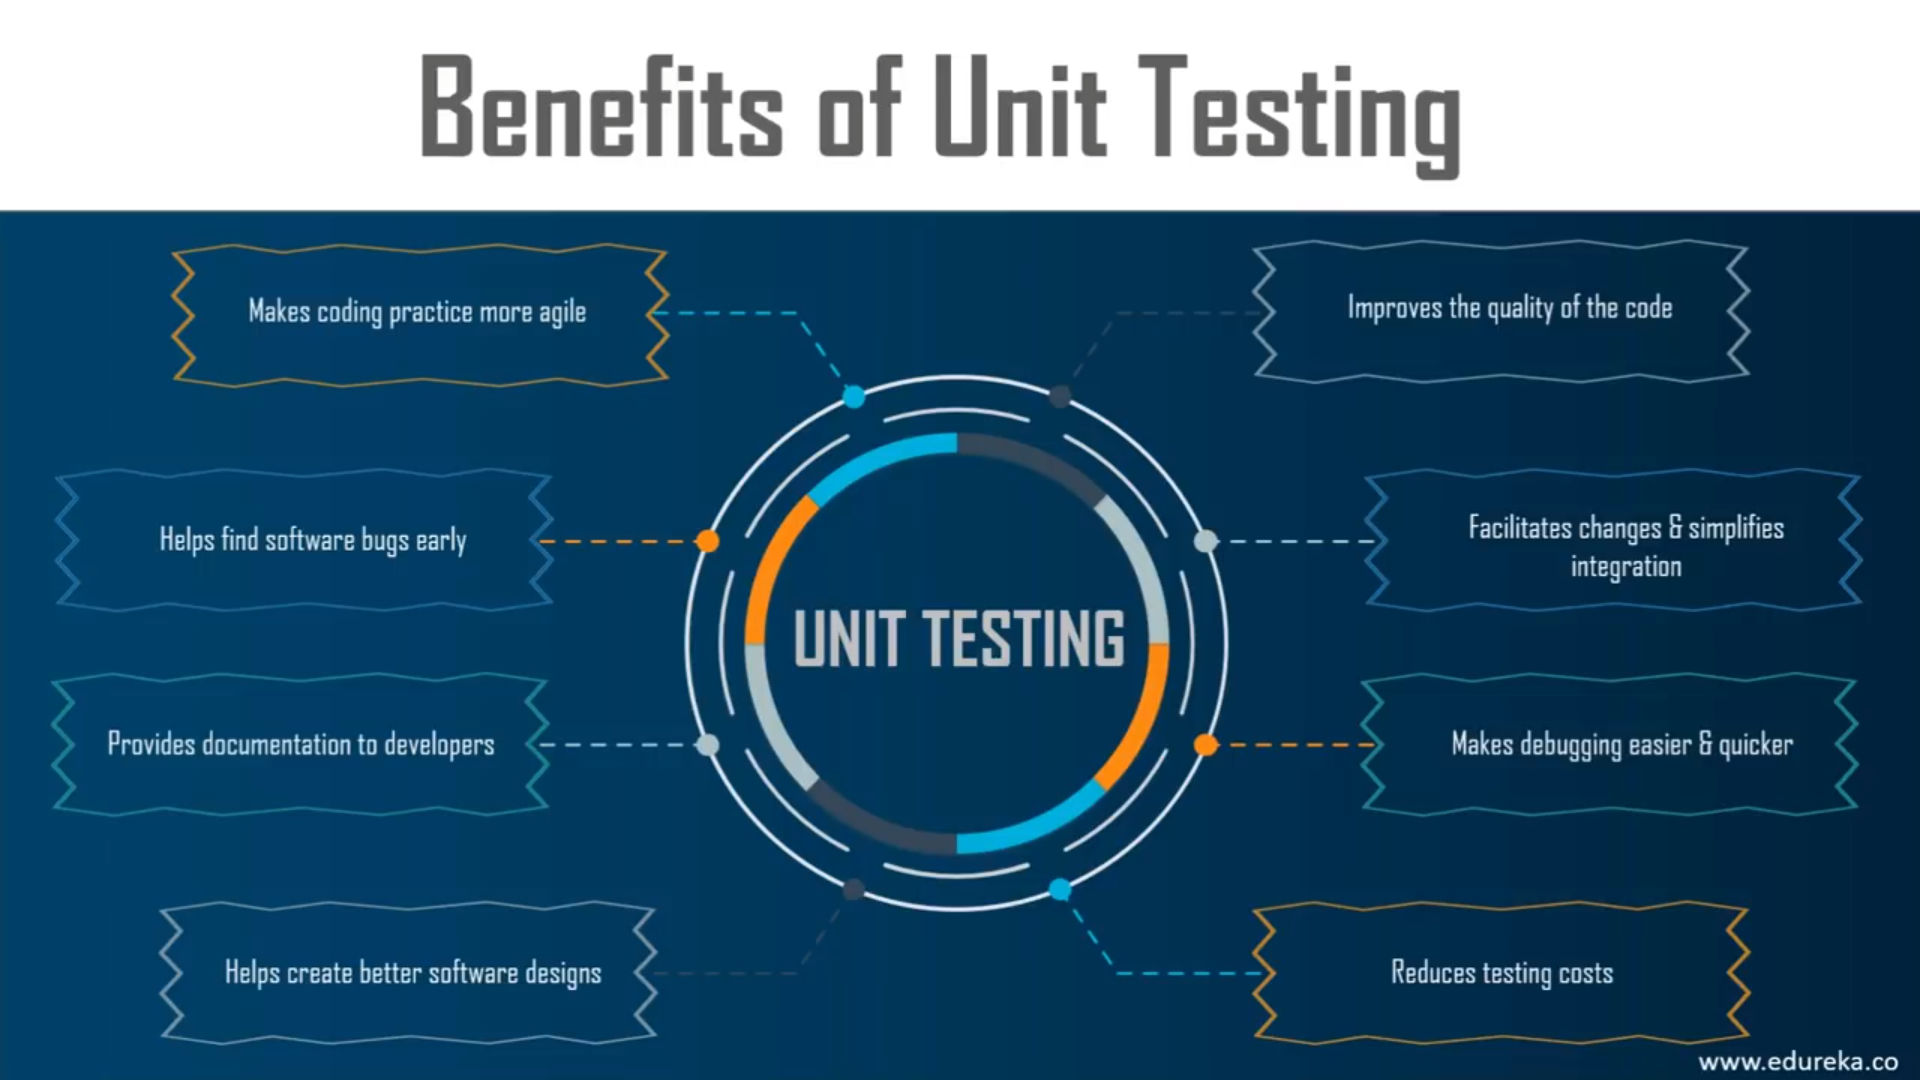 Benefits of Unit Testing
Makes coding practice more agile
Improves the quality of the code
Helps find software bugs early
Facilitates changes & simplifies
integration
UNIT TESTING
Provides documentation to developers
Makes debugging easier & quicker
Helps create better software designs
Reduces testing costs
www.edureka.co